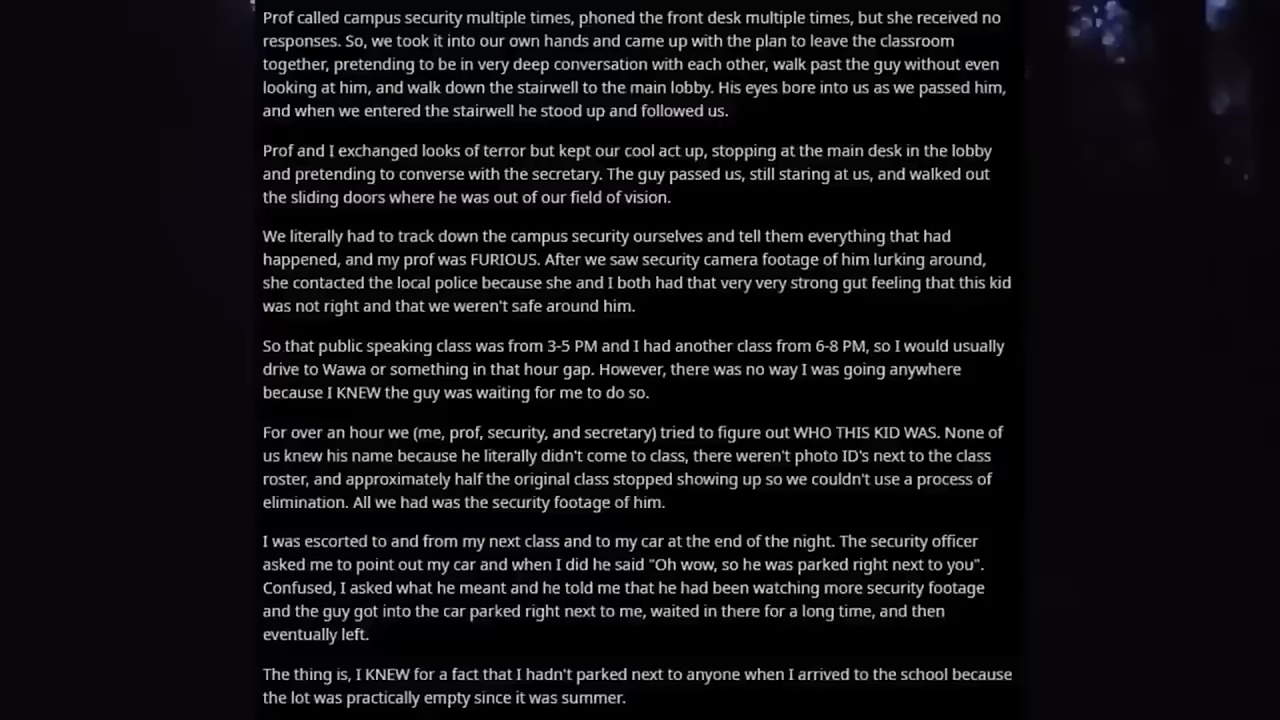 Prof called campus security multiple times, phoned the front desk multiple times, but she received no
responses. So, we took it into our own hands and came up with the plan to leave the classroom
together, pretending to be in very deep conversation with each other, walk past the guy without even
looking at him, and walk down the stairwell to the main lobby. His eyes bore into us as we passed him,
and when we entered the stairwell he stood up and followed us.
Prof and I exchanged looks of terror but kept our cool act up, stopping at the main desk in the lobby
and pretending to converse with the secretary. The guy passed us, still staring at us, and walked out
the sliding doors where he was out of our field of vision.
We literally had to track down the campus security ourselves and tell them everything that had
happened, and my prof was FURIOUS. After we saw security camera footage of him lurking around,
she contacted the local police because she and I both had that very very strong gut feeling that this kid
was not right and that we weren't safe around him.
So that public speaking class was from 3-5 PM and I had another class from 6-8 PM, so I would usually
drive to Wawa or something in that hour gap. However, there was no way I was going anywhere
because I KNEW the guy was waiting for me to do so.
For over an hour we (me, prof, security, and secretary) tried to figure out WHO THIS KID WAS. None of
us knew his name because he literally didn't come to class, there weren't photo ID's next to the class
roster, and approximately half the original class stopped showing up so we couldn't use a process of
elimination. All we had was the security footage of him.
I was escorted to and from my next class and to my car at the end of the night. The security officer
asked me to point out my car and when I did he said "Oh wow, so he was parked right next to you".
Confused, I asked what he meant and he told me that he had been watching more security footage
and the guy got into the car parked right next to me, waited in there for a long time, and then
eventually left.
The thing is, I KNEW for a fact that I hadn't parked next to anyone when I arrived to the school because
the lot was practically empty since it was summer.